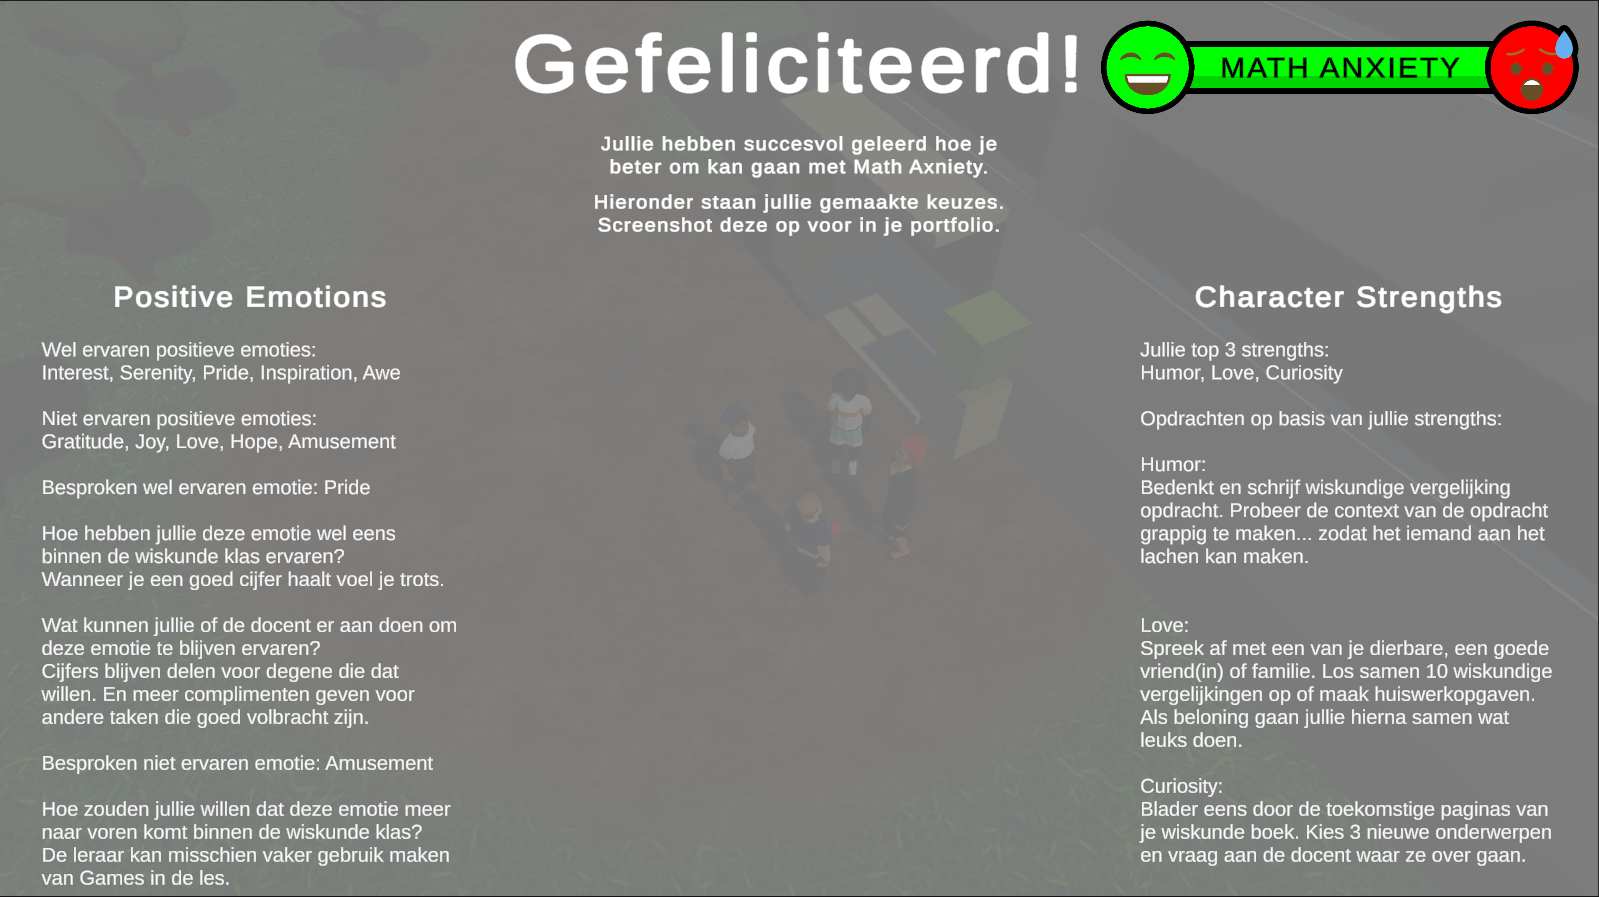 Gefeliciteerd!
MATH ANXIETY
Jullie hebben succesvol geleerd hoe je
beter om kan gaan met Math Axniety.
Hieronder staan jullie gemaakte keuzes.
Screenshot deze op voor in je portfolio.
Positive Emotions
Wel ervaren positieve emoties:
Interest, Serenity, Pride, Inspiration, Awe
Niet ervaren positieve emoties:
Gratitude, Joy, Love, Hope, Amusement
Besproken wel ervaren emotie: Pride
Hoe hebben jullie deze emotie wel eens
binnen de wiskunde klas ervaren?
Wanneer je een goed cijfer haalt voel je trots.
Wat kunnen jullie of de docent er aan doen om
deze emotie te blijven ervaren?
Cijfers blijven delen voor degene die dat
willen. En meer complimenten geven voor
andere taken die goed volbracht zijn.
Besproken niet ervaren emotie: Amusement
Hoe zouden jullie willen dat deze emotie meer
naar voren komt binnen de wiskunde klas?
De leraar kan misschien vaker gebruik maken
van Games in de les.
Character Strengths
Jullie top 3 strengths:
Humor, Love, Curiosity
Opdrachten op basis van jullie strengths:
Humor:
Bedenkt en schrijf wiskundige vergelijking
opdracht. Probeer de context van de opdracht
grappig te maken... zodat het iemand aan het
lachen kan maken.
Love:
Spreek af met een van je dierbare, een goede
vriend(in) of familie. Los samen 10 wiskundige
vergelijkingen op of maak huiswerkopgaven.
Als beloning gaan jullie hierna samen wat
leuks doen.
Curiosity:
Blader eens door de toekomstige paginas van
je wiskunde boek. Kies 3 nieuwe onderwerpen
en vraag aan de docent waar ze over gaan.